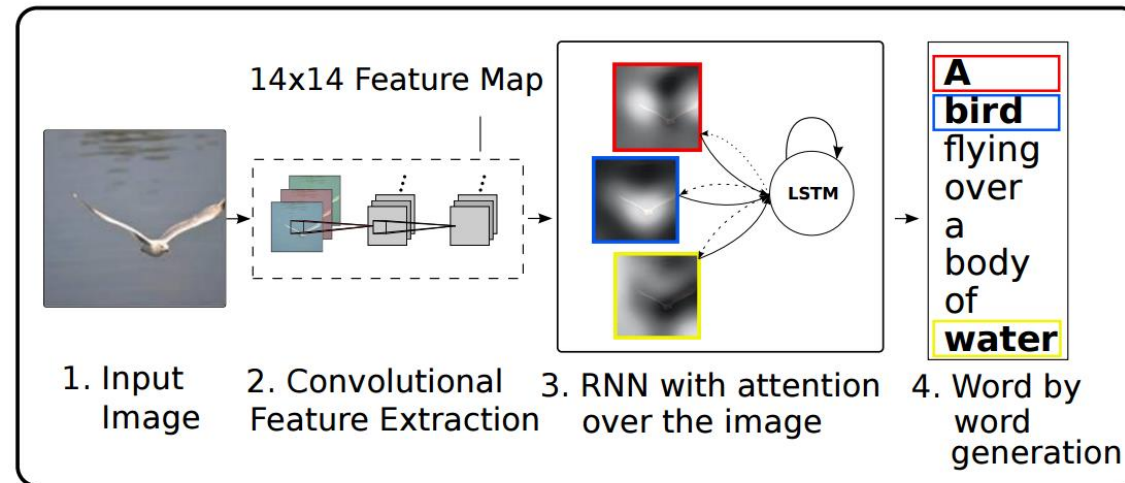 14x14 Feature Map
LSTM
A
bird
flying
over
a
body
of
water
1. Input
Image
2. Convolutional
Feature Extraction
3. RNN with attention
over the image
4. Word by
word
generation